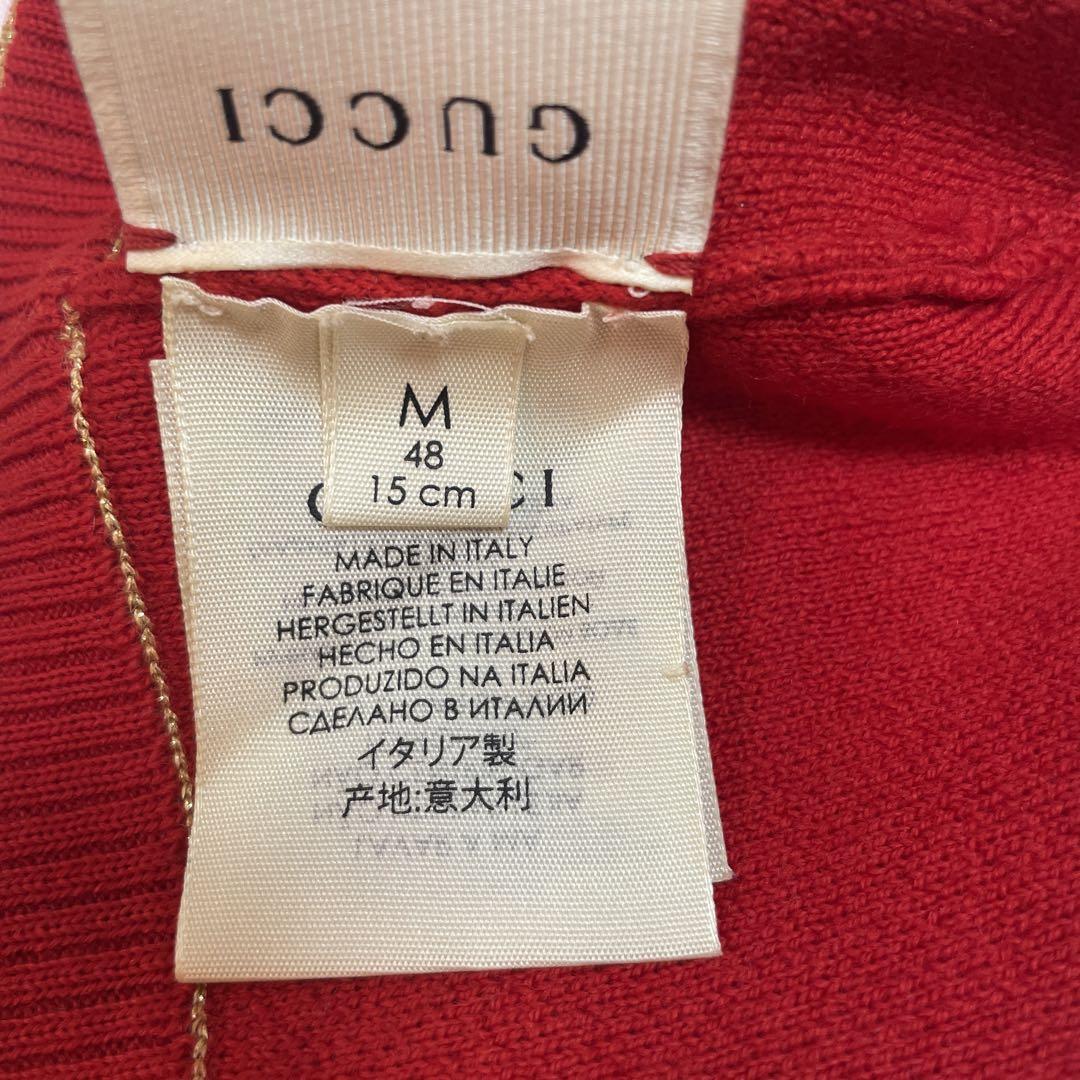 GUCCI
M
48
15 cm
MADE IN ITALY
FABRIQUE EN ITALIE
HERGESTELLT IN ITALIEN
HECHO EN ITALIA
PRODUZIDO NA ITALIA
СДЕЛАНО В ИТАЛИИ
イタリア製
产地:意大利